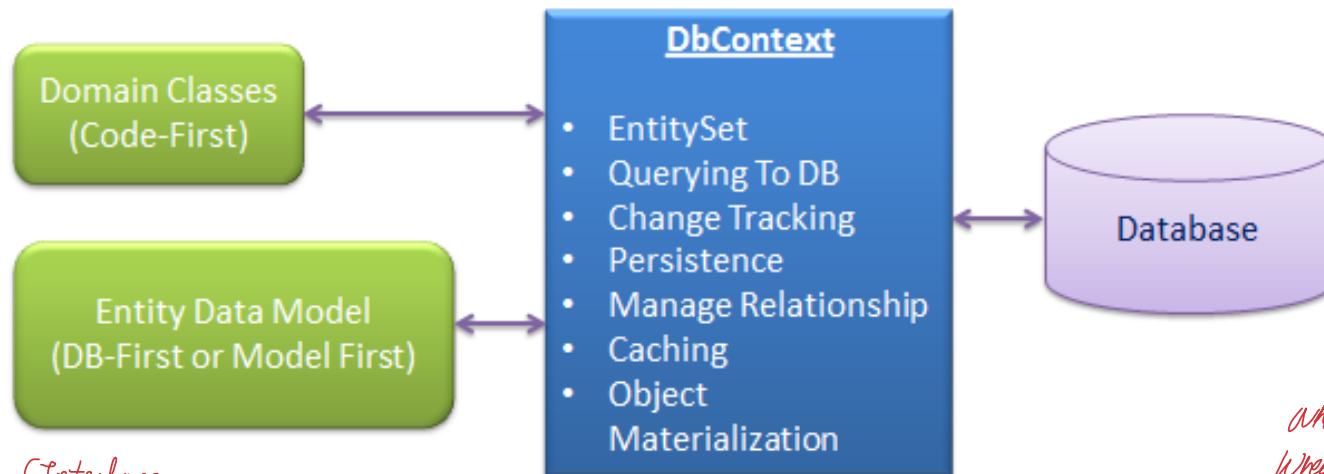 Domain Classes
(Code-First)
Entity Data Model
(DB-First or Model First)
DbContext
• EntitySet
• Querying To DB
• Change Tracking
• Persistence
• Manage Relationship
• Caching
• Object
Materialization
Database